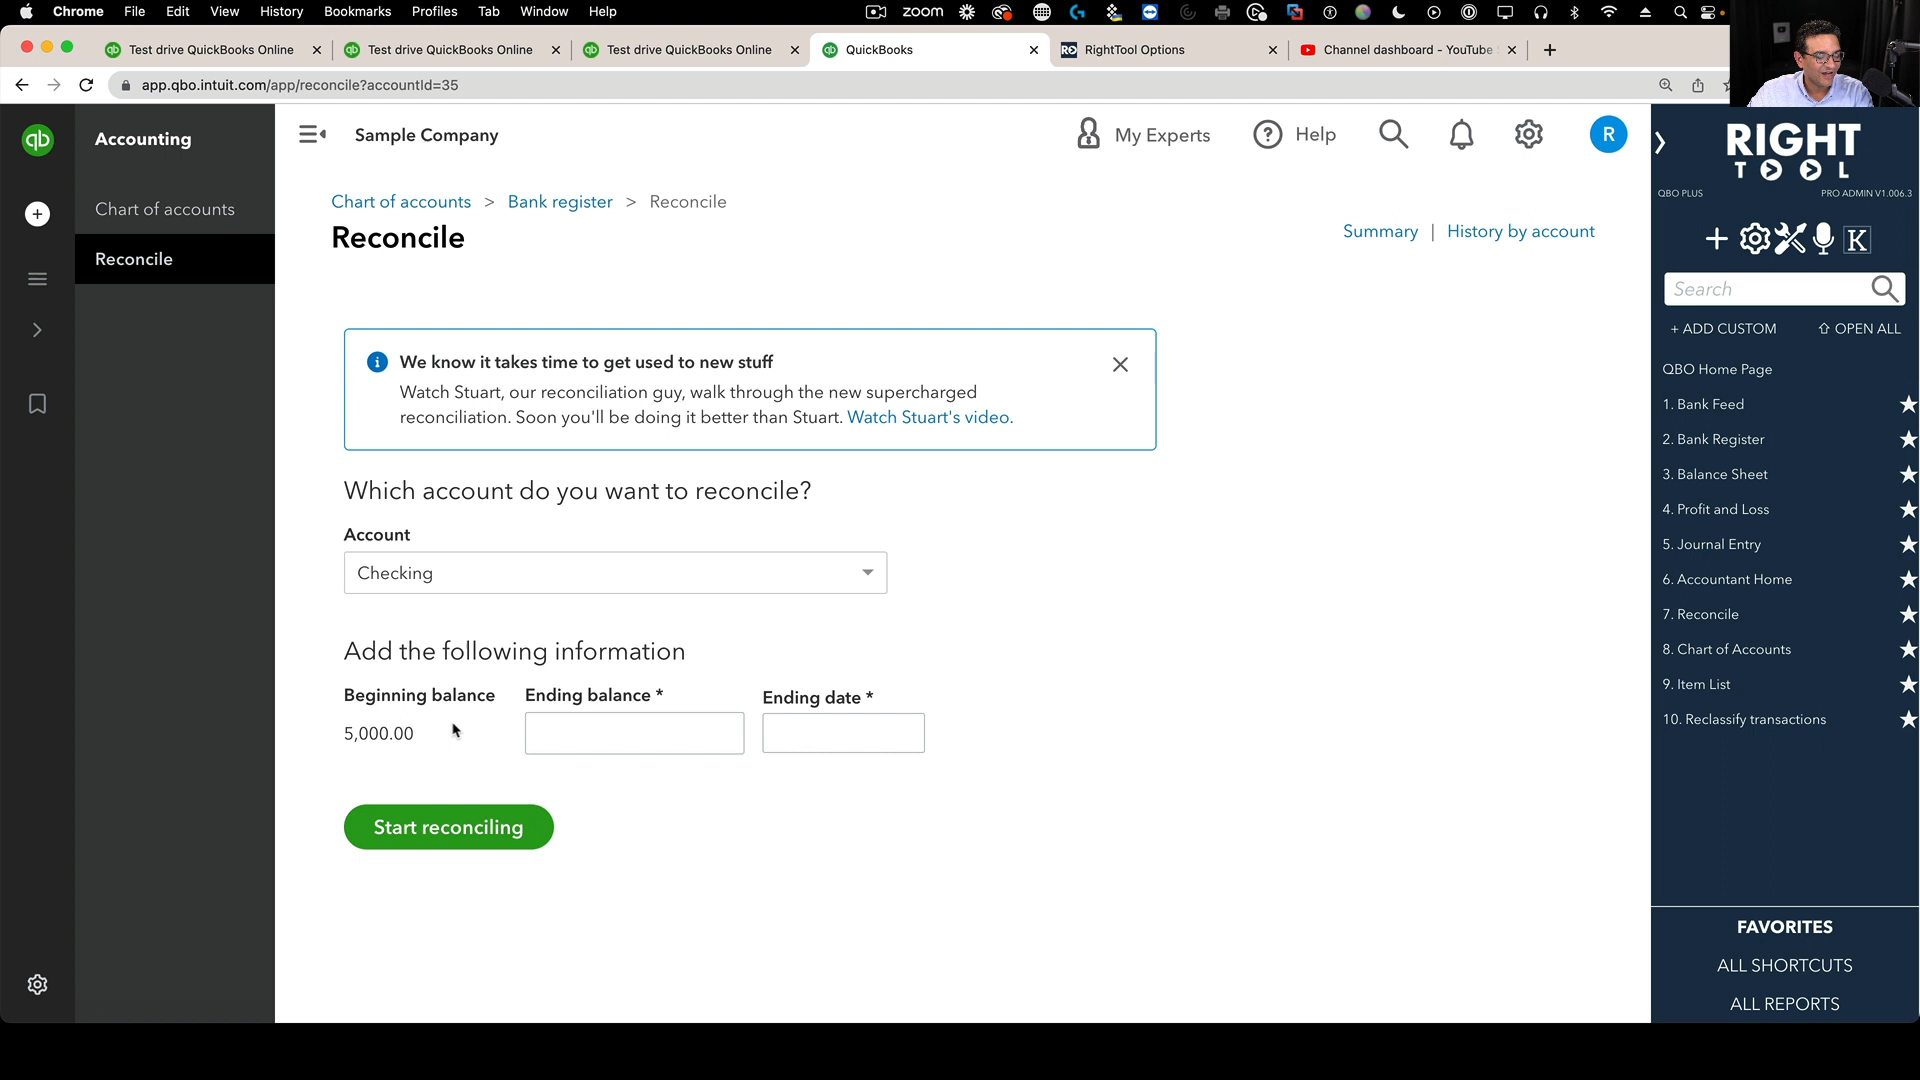 Chrome File Edit View History Bookmarks Profiles Tab Window Help zoom
Test drive QuickBooks Online
Test drive QuickBooks Online
Test drive QuickBooks Online
QuickBooks
RightTool Options
Channel dashboard - YouTube
app.qbo.intuit.com/app/reconcile?accountId=35
qb
Accounting
Chart of accounts
Reconcile
Sample Company
My Experts
Help
R
Chart of accounts > Bank register > Reconcile
Reconcile
Summary | History by account
We know it takes time to get used to new stuff
Watch Stuart, our reconciliation guy, walk through the new supercharged
reconciliation. Soon you'll be doing it better than Stuart. Watch Stuart's video.
Which account do you want to reconcile?
Account
Checking
Add the following information
Beginning balance
Ending balance *
Ending date *
5,000.00
Start reconciling
RIGHT
TOOL
QBO PLUS
PRO ADMIN V1.006.3
K
Search
+ ADD CUSTOM
OPEN ALL
QBO Home Page
1. Bank Feed
2. Bank Register
3. Balance Sheet
4. Profit and Loss
5. Journal Entry
6. Accountant Home
7. Reconcile
8. Chart of Accounts
9. Item List
10. Reclassify transactions
FAVORITES
ALL SHORTCUTS
ALL REPORTS